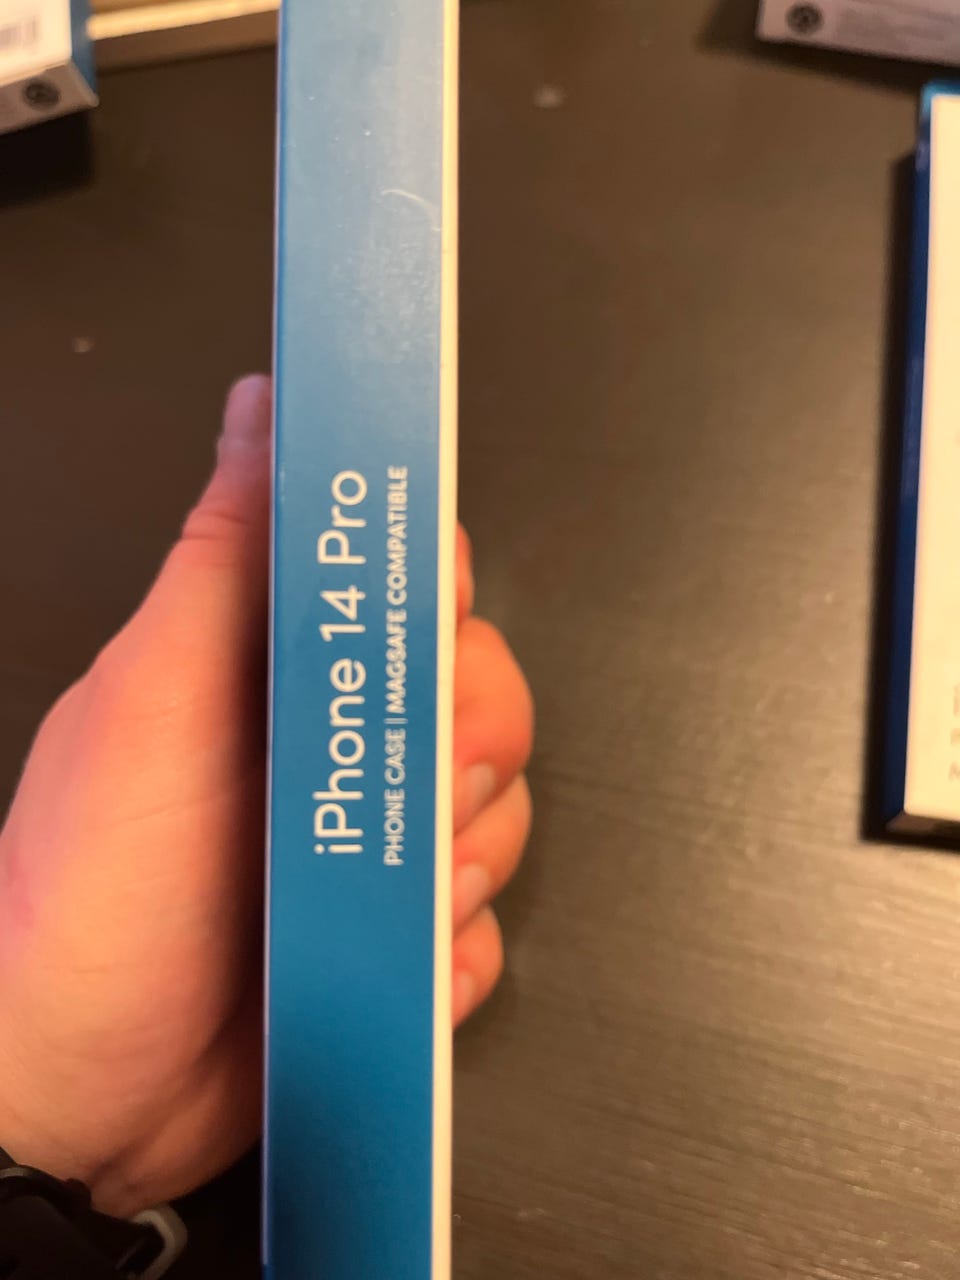 iPhone 14 Pro
PHONE CASE | MAGSAFE COMPATIBLE